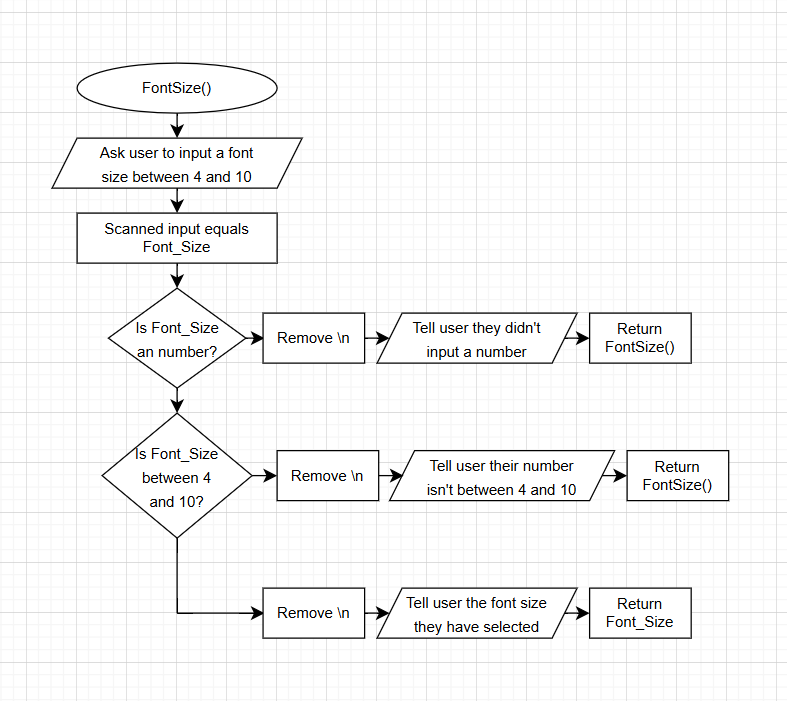 FontSize()
Ask user to input a font
size between 4 and 10
Scanned input equals
Font_Size
Is Font_Size
an number?
Remove \n
Tell user they didn't
input a number
Return
FontSize()
Is Font_Size
between 4
and 10?
Remove \n
Tell user their number
isn't between 4 and 10
Return
FontSize()
Remove \n
Tell user the font size
they have selected
Return
Font_Size